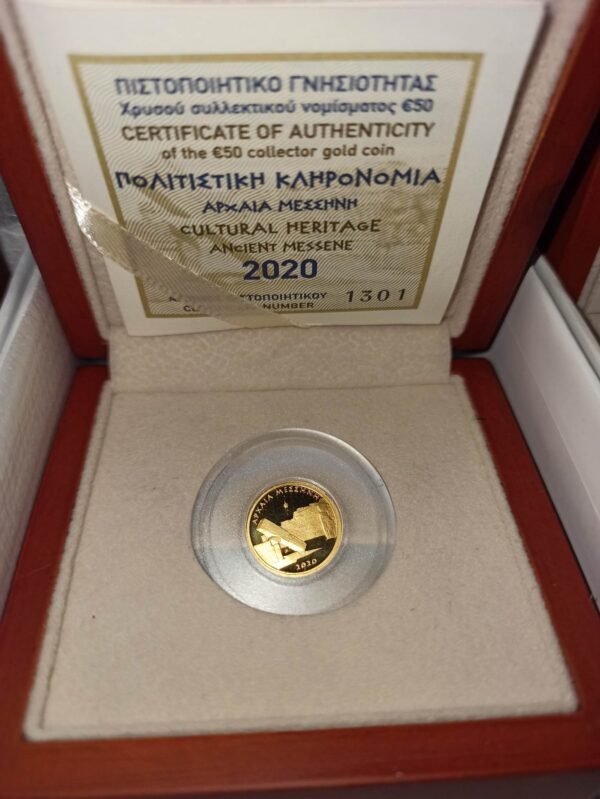 ΠΙΣΤΟΠΟΙΗΤΙΚΟ ΓΝΗΣΙΟΤΗΤΑΣ
Χρυσού συλλεκτικού νομίσματος €50
CERTIFICATE OF AUTHENTICITY
of the €50 collector gold coin
ΠΟΛΙΤΙΣΤΙΚΗ ΚΛΗΡΟΝΟΜΙΑ
ΑΡΧΑΙΑ ΜΕΣΣΗΝΗ
CULTURAL HERITAGE
ANCIENT MESSENE
2020
1301
NUMBER
ΑΡΧΑΙΑ ΜΕΣΣΗΝΗ
2020